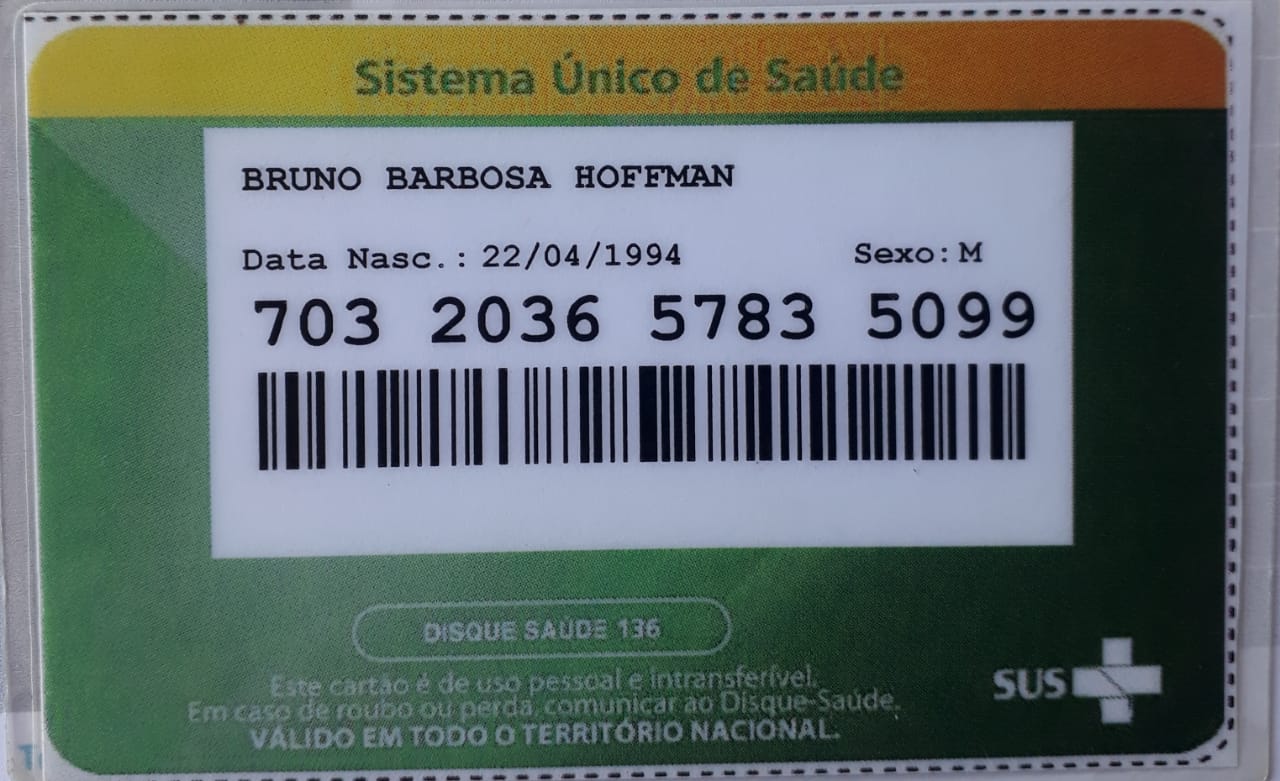 Sistema Único de Saúde
BRUNO BARBOSA HOFFMAN
Data Nasc.: 22/04/1994 Sexo:M
703 2036 5783 5099
DISQUE SAÚDE 136
Este cartão é de uso pessoal e intransferível.
Em caso de roubo ou perda, comunicar ao Disque-Saúde.
VÁLIDO EM TODO O TERRITÓRIO NACIONAL.
SUS